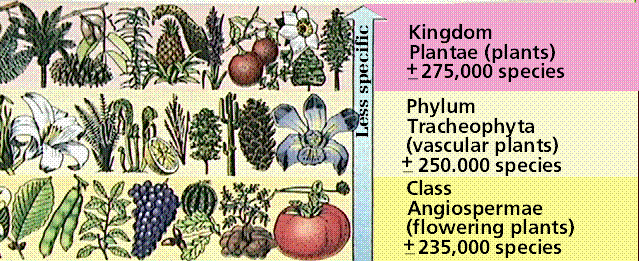 Less specific
Kingdom
Plantae (plants)
± 275,000 species
Phylum
Tracheophyta
(vascular plants)
± 250.000 species
Class
Angiospermae
(flowering plants)
± 235,000 species